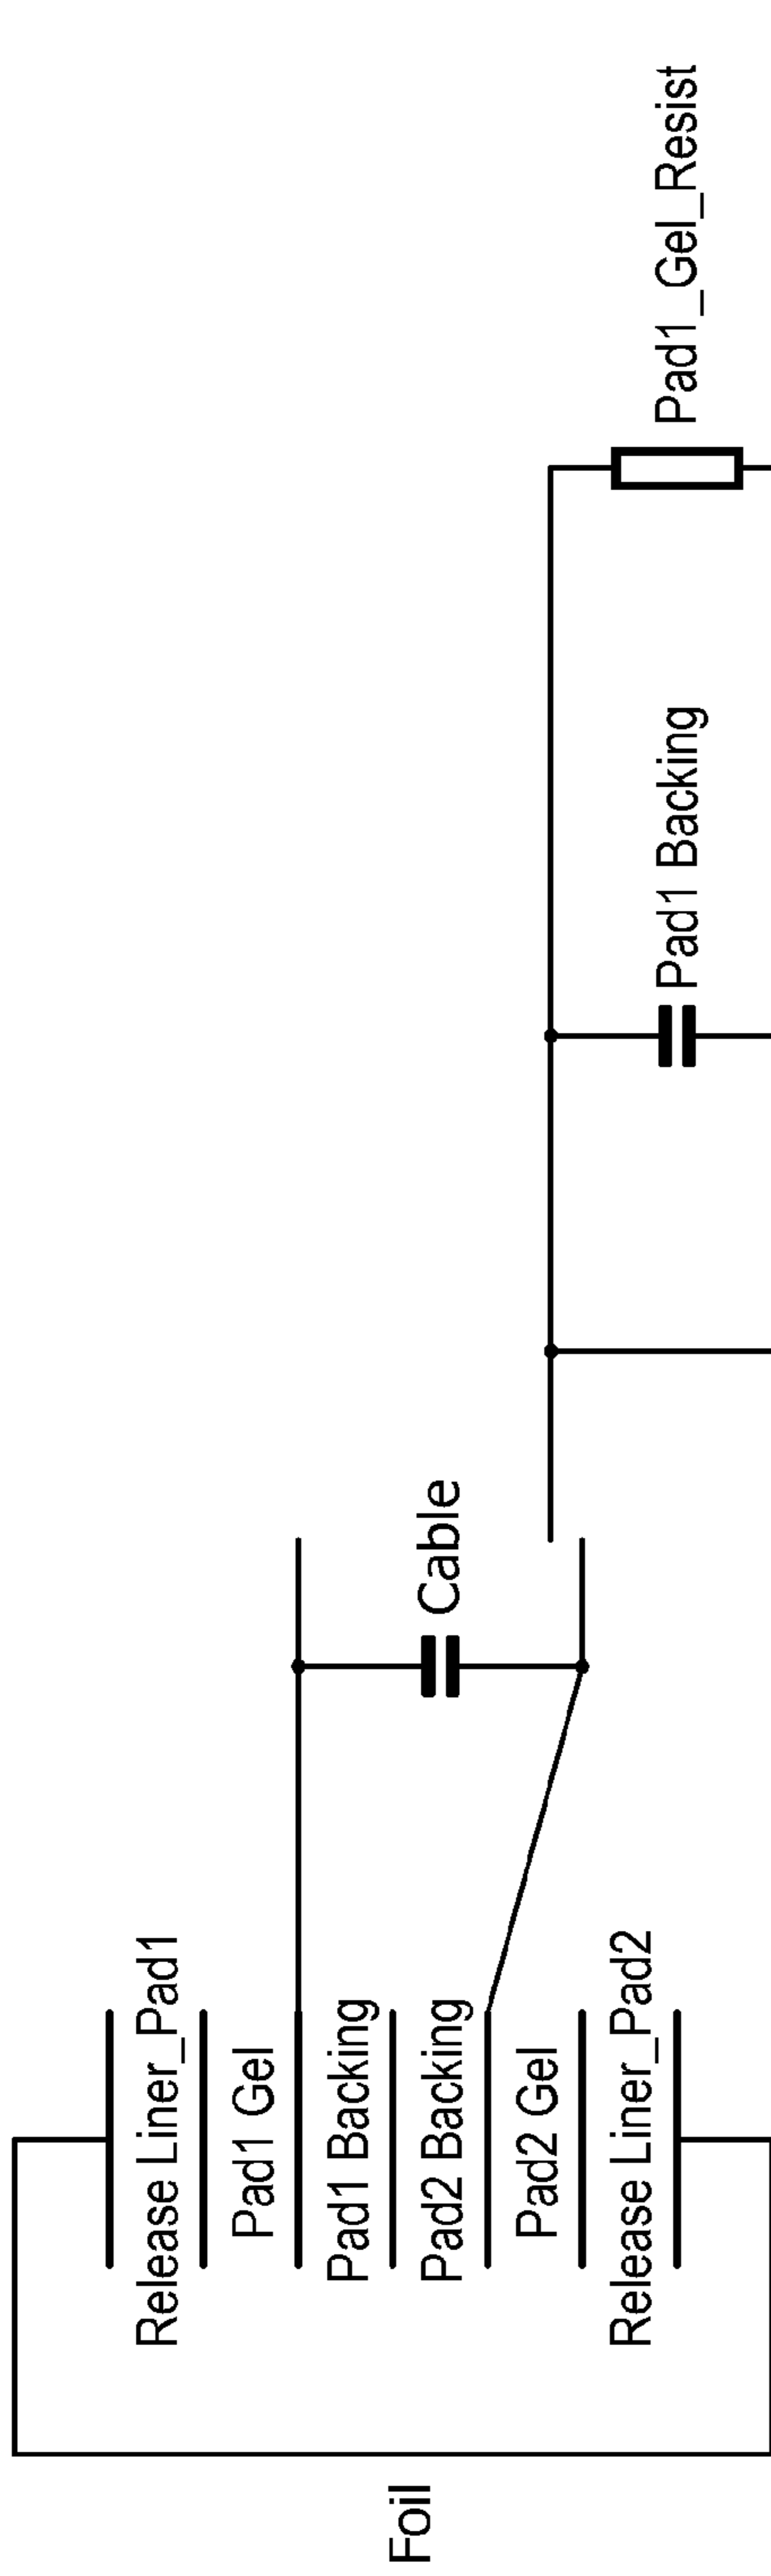 Foil
Release Liner_Pad1
Pad1 Gel
Pad1 Backing
Pad2 Backing
Pad2 Gel
Release Liner_Pad2
Cable
Pad1 Backing
Pad1_Gel_Resist